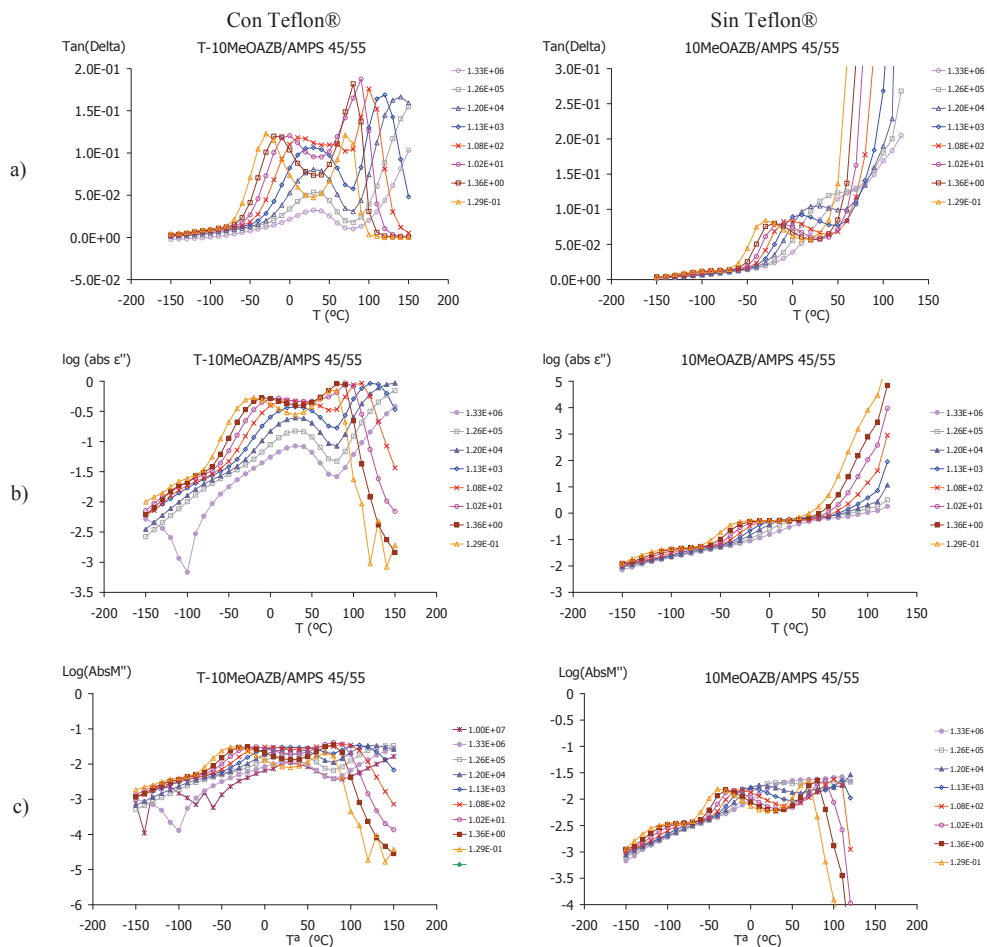 Con Teflon®
Sin Teflon®
a)
Tan(Delta)
T-10MeOAZB/AMPS 45/55
2.0E-01
1.5E-01
1.0E-01
5.0E-02
0.0E+00
-5.0E-02
-200 -150 -100 -50 0 50 100 150 200
T (ºC)
1.33E+06
1.26E+05
1.20E+04
1.13E+03
1.08E+02
1.02E+01
1.36E+00
1.29E-01
Tan(Delta)
10MeOAZB/AMPS 45/55
3.0E-01
2.5E-01
2.0E-01
1.5E-01
1.0E-01
5.0E-02
0.0E+00
-200 -150 -100 -50 0 50 100 150
T (ºC)
1.33E+06
1.26E+05
1.20E+04
1.13E+03
1.08E+02
1.02E+01
1.36E+00
1.29E-01
b)
log (abs ε'')
T-10MeOAZB/AMPS 45/55
0
-0.5
-1
-1.5
-2
-2.5
-3
-3.5
-200 -150 -100 -50 0 50 100 150 200
T (ºC)
1.33E+06
1.26E+05
1.20E+04
1.13E+03
1.08E+02
1.02E+01
1.36E+00
1.29E-01
log (abs ε'')
10MeOAZB/AMPS 45/55
5
4
3
2
1
0
-1
-2
-3
-200 -150 -100 -50 0 50 100 150
T (ºC)
1.33E+06
1.26E+05
1.20E+04
1.13E+03
1.08E+02
1.02E+01
1.36E+00
1.29E-01
c)
Log(AbsM'')
T-10MeOAZB/AMPS 45/55
0
-1
-2
-3
-4
-5
-6
-200 -150 -100 -50 0 50 100 150 200
Tª (ºC)
1.00E+07
1.33E+06
1.26E+05
1.20E+04
1.13E+03
1.08E+02
1.02E+01
1.36E+00
1.29E-01
Log(AbsM'')
10MeOAZB/AMPS 45/55
0
-0.5
-1
-1.5
-2
-2.5
-3
-3.5
-4
-200 -150 -100 -50 0 50 100 150
Tª (ºC)
1.33E+06
1.26E+05
1.20E+04
1.13E+03
1.08E+02
1.02E+01
1.36E+00
1.29E-01